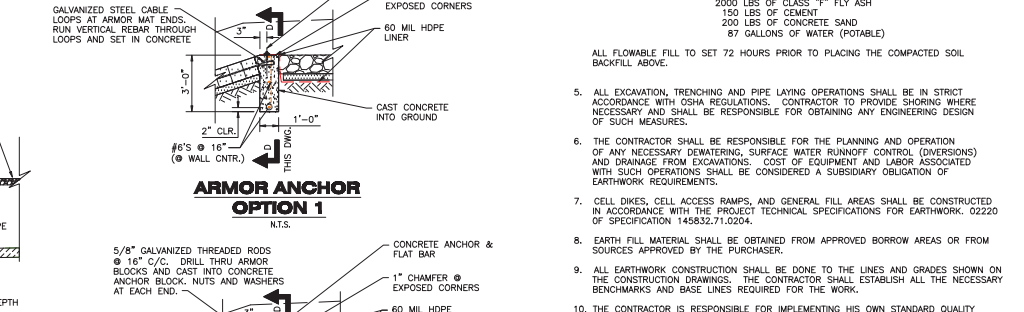 GALVANIZED STEEL CABLE
LOOPS AT ARMOR MAT ENDS.
RUN VERTICAL REBAR THROUGH
LOOPS AND SET IN CONCRETE
EXPOSED CORNERS
60 MIL HDPE
LINER
3"
D
3'-0"
CAST CONCRETE
INTO GROUND
1'-0"
2" CLR.
#6'S @ 16"
(@ WALL CNTR.)
D
THIS DWG.
ARMOR ANCHOR
OPTION 1
N.T.S.
5/8" GALVANIZED THREADED RODS
@ 16" C/C. DRILL THRU ARMOR
BLOCKS AND CAST INTO CONCRETE
ANCHOR BLOCK. NUTS AND WASHERS
AT EACH END.
CONCRETE ANCHOR &
FLAT BAR
1" CHAMFER @
EXPOSED CORNERS
60 MIL HDPE
2000 LBS OF CLASS "F" FLY ASH
150 LBS OF CEMENT
200 LBS OF CONCRETE SAND
87 GALLONS OF WATER (POTABLE)
ALL FLOWABLE FILL TO SET 72 HOURS PRIOR TO PLACING THE COMPACTED SOIL
BACKFILL ABOVE.
5. ALL EXCAVATION, TRENCHING AND PIPE LAYING OPERATIONS SHALL BE IN STRICT
ACCORDANCE WITH OSHA REGULATIONS. CONTRACTOR TO PROVIDE SHORING WHERE
NECESSARY AND SHALL BE RESPONSIBLE FOR OBTAINING ANY ENGINEERING DESIGN
OF SUCH MEASURES.
6. THE CONTRACTOR SHALL BE RESPONSIBLE FOR THE PLANNING AND OPERATION
OF ANY NECESSARY DEWATERING, SURFACE WATER RUNNOFF CONTROL (DIVERSIONS)
AND DRAINAGE FROM EXCAVATIONS. COST OF EQUIPMENT AND LABOR ASSOCIATED
WITH SUCH OPERATIONS SHALL BE CONSIDERED A SUBSIDIARY OBLIGATION OF
EARTHWORK REQUIREMENTS.
7. CELL DIKES, CELL ACCESS RAMPS, AND GENERAL FILL AREAS SHALL BE CONSTRUCTED
IN ACCORDANCE WITH THE PROJECT TECHNICAL SPECIFICATIONS FOR EARTHWORK. 02220
OF SPECIFICATION 145832.71.0204.
8. EARTH FILL MATERIAL SHALL BE OBTAINED FROM APPROVED BORROW AREAS OR FROM
SOURCES APPROVED BY THE PURCHASER.
9. ALL EARTHWORK CONSTRUCTION SHALL BE DONE TO THE LINES AND GRADES SHOWN ON
THE CONSTRUCTION DRAWINGS. THE CONTRACTOR SHALL ESTABLISH ALL THE NECESSARY
BENCHMARKS AND BASE LINES REQUIRED FOR THE WORK.
10. THE CONTRACTOR IS RESPONSIBLE FOR IMPLEMENTING HIS OWN STANDARD QUALITY